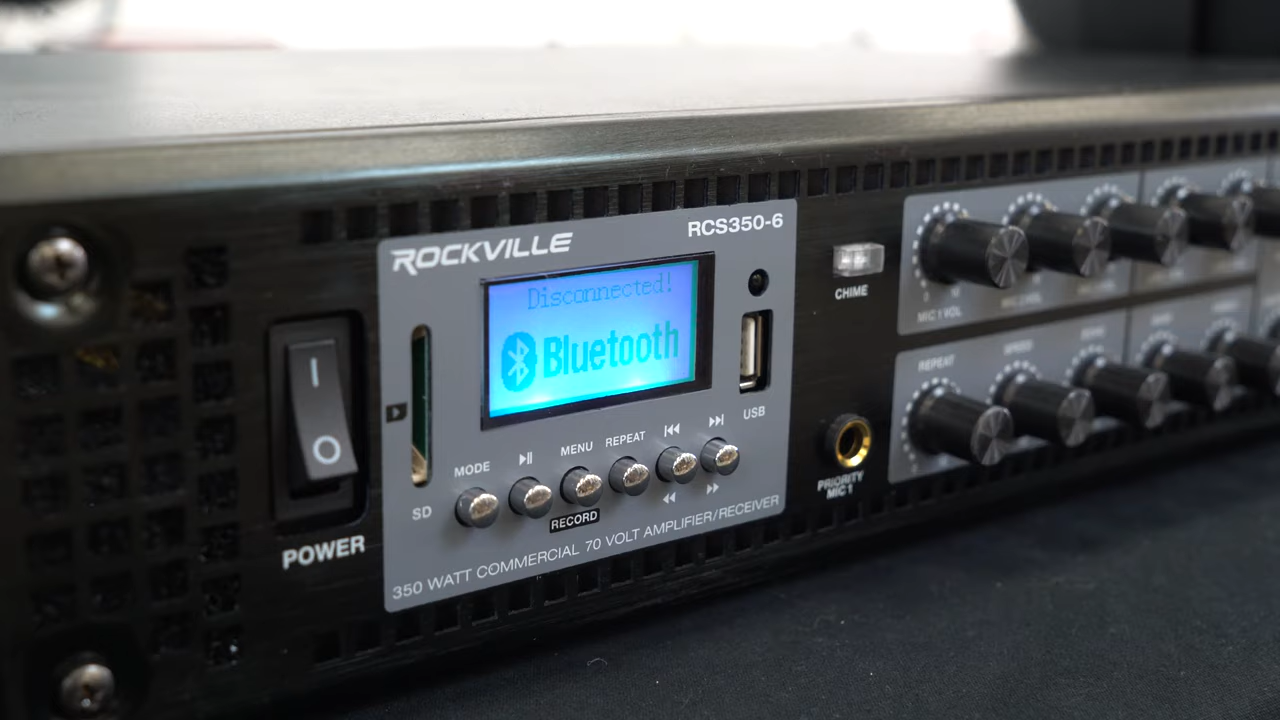 ROCKVILLE
RCS350-6
Disconnected!
Bluetooth
SD
USB
MODE
MENU
REPEAT
RECORD
350 WATT COMMERCIAL 70 VOLT AMPLIFIER/RECEIVER
POWER
CHIME
PRIORITY
MIC 1
MIC 1 VOL
REPEAT
SPEED